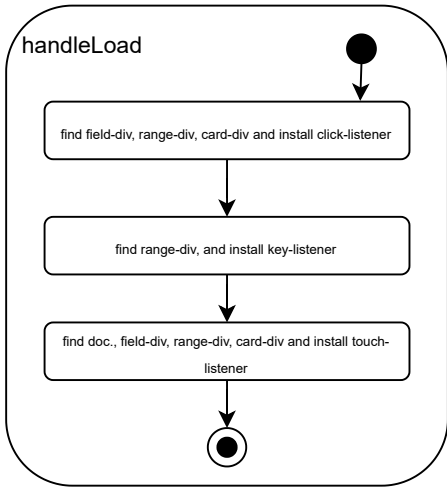 handleLoad
find field-div, range-div, card-div and install click-listener
find range-div, and install key-listener
find doc., field-div, range-div, card-div and install touch-
listener